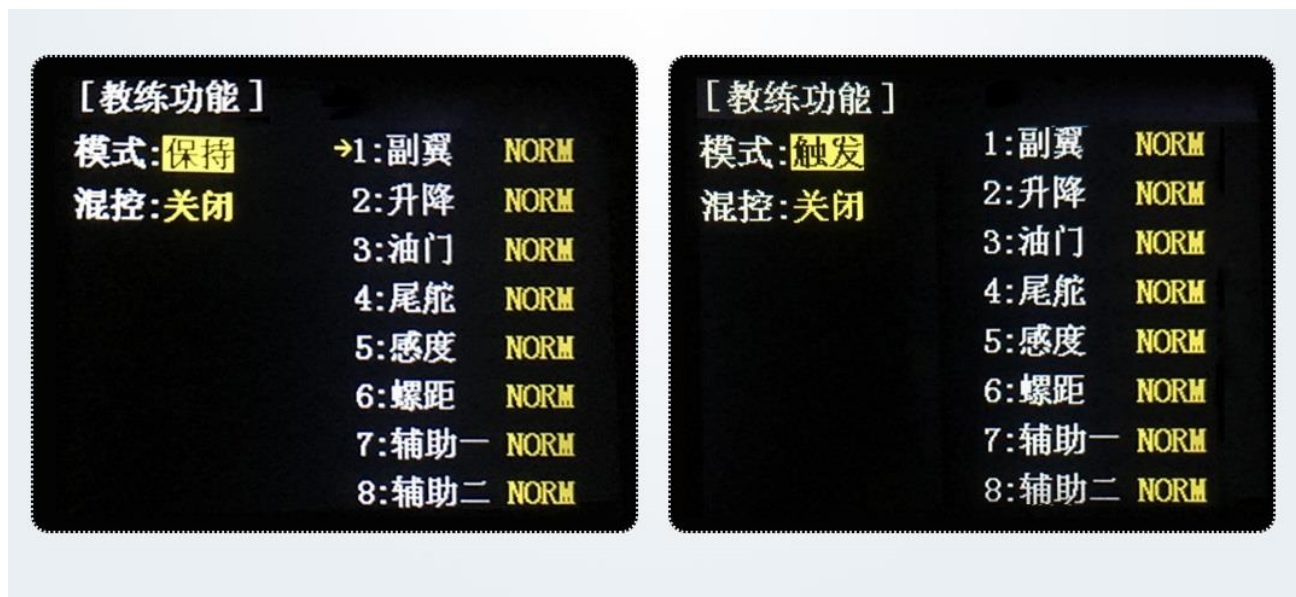 [教练功能]
模式:保持
混控:关闭
→1:副翼 NORM
2:升降 NORM
3:油门 NORM
4:尾舵 NORM
5:感度 NORM
6:螺距 NORM
7:辅助一 NORM
8:辅助二 NORM
[教练功能]
模式:触发
混控:关闭
1:副翼 NORM
2:升降 NORM
3:油门 NORM
4:尾舵 NORM
5:感度 NORM
6:螺距 NORM
7:辅助一 NORM
8:辅助二 NORM